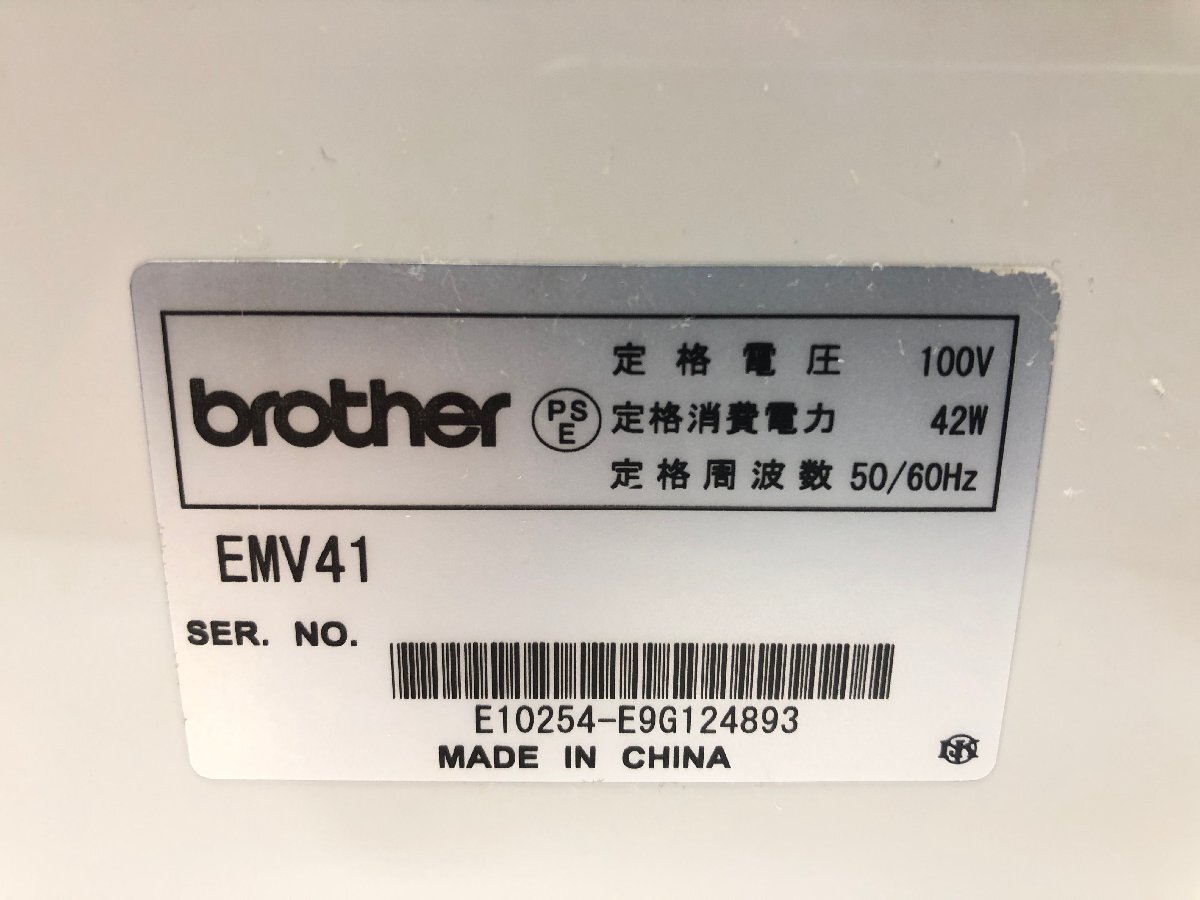 brother
PS
E
定格電圧 100V
定格消費電力 42W
定格周波数 50/60Hz
EMV41
SER. NO.
E10254-E9G124893
MADE IN CHINA